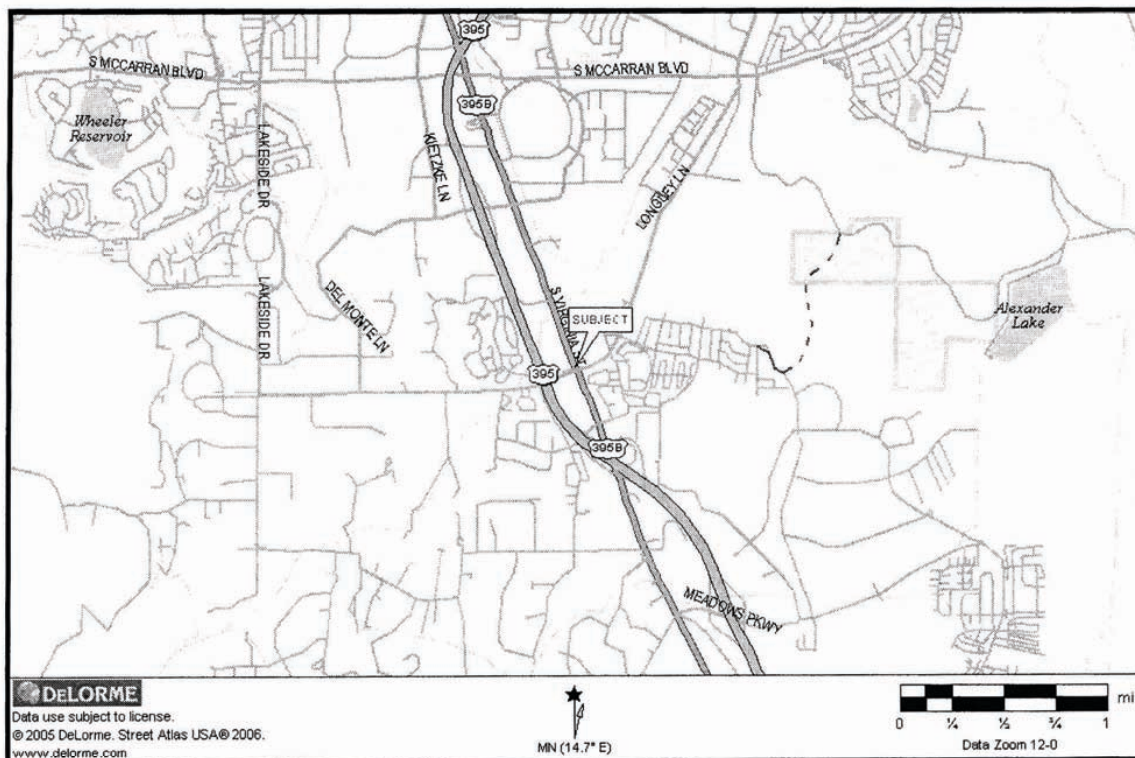 395
S MCCARRAN BLVD
S MCCARRAN BLVD
395B
Wheeler
Reservoir
LAKESIDE DR
KIETZKE LN
LONGLEY LN
LAKESIDE DR
DEL MONTE LN
S VIRGINIA ST
SUBJECT
Alexander
Lake
395
395B
MEADOWS PKWY
DELORME
Data use subject to license.
© 2005 DeLorme. Street Atlas USA® 2006.
www.delorme.com
MN (14.7° E)
mi
0 ¼ ½ ¾ 1
Data Zoom 12-0